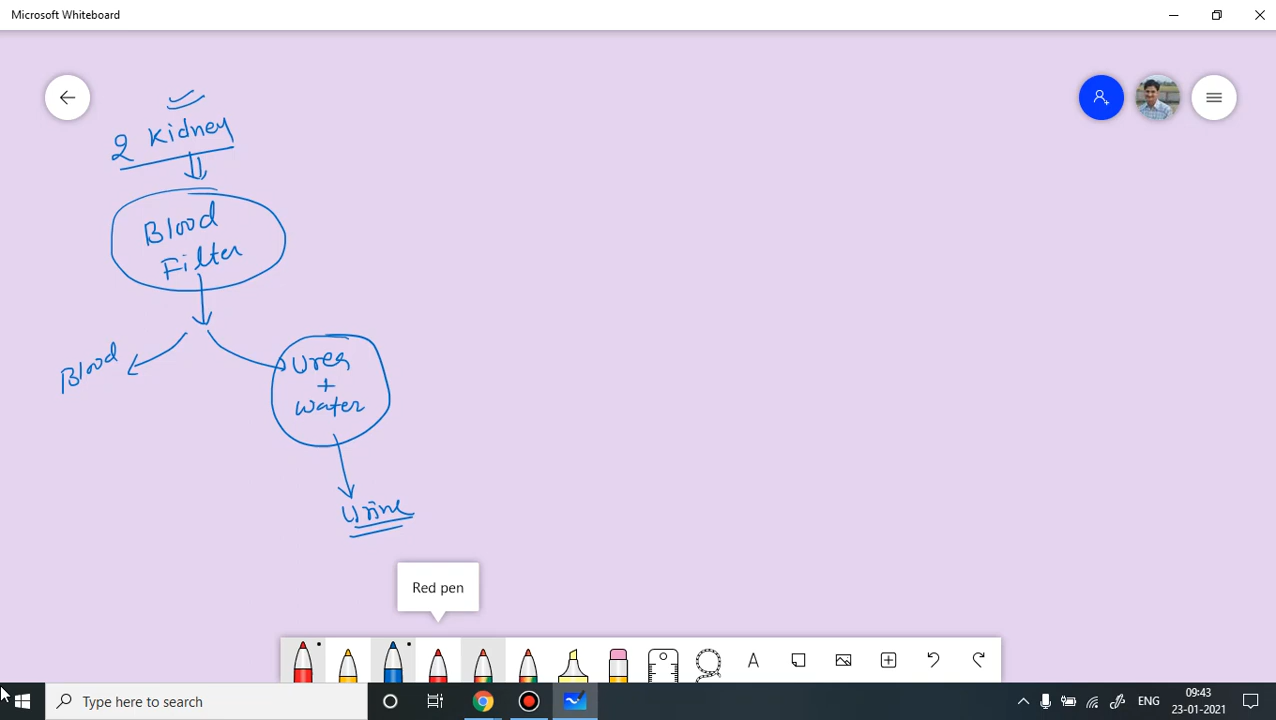 Microsoft Whiteboard
2 Kidney
Blood
Filter
Blood
Urea
+
Water
Urine
Red pen
A
Type here to search
ENG
09:43
23-01-2021